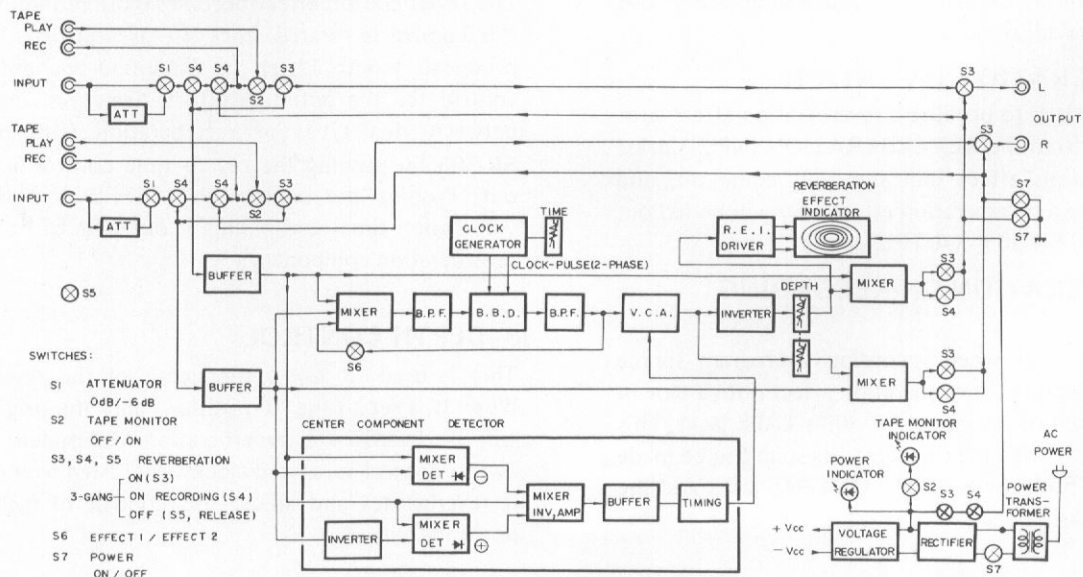 TAPE
PLAY
REC
INPUT
S1
S4
S4
S3
S2
ATT
TAPE
PLAY
REC
INPUT
S1
S4
S4
S3
S2
ATT
S3
L
OUTPUT
S3
R
S7
S7
REVERBERATION
EFFECT
INDICATOR
R.E.I.
DRIVER
CLOCK
GENERATOR
TIME
CLOCK-PULSE(2-PHASE)
BUFFER
MIXER
B.P.F.
B.B.D.
B.P.F.
V.C.A.
INVERTER
DEPTH
MIXER
S3
S4
S6
S5
BUFFER
MIXER
S3
S4
SWITCHES:
S1 ATTENUATOR
0dB/-6dB
S2 TAPE MONITOR
OFF/ON
S3, S4, S5 REVERBERATION
ON (S3)
3-GANG ON RECORDING (S4)
OFF (S5, RELEASE)
S6 EFFECT 1 / EFFECT 2
S7 POWER
ON / OFF
CENTER COMPONENT DETECTOR
MIXER
DET −
INVERTER
MIXER
DET +
MIXER
INV, AMP
BUFFER
TIMING
TAPE MONITOR
INDICATOR
POWER
INDICATOR
S2
S3
S4
AC
POWER
POWER
TRANS-
FORMER
+ Vcc
− Vcc
VOLTAGE
REGULATOR
RECTIFIER
S7